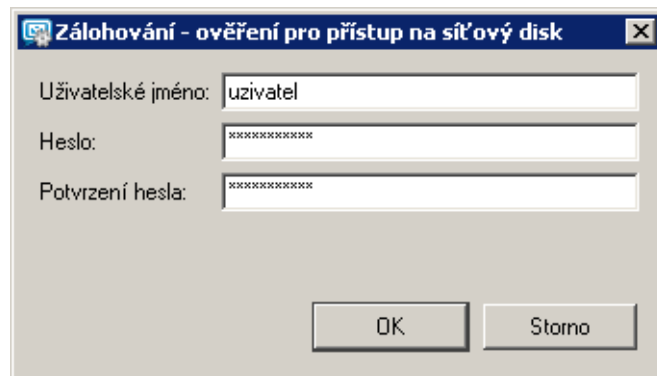 Zálohování - ověření pro přístup na síťový disk
Uživatelské jméno: uzivatel
Heslo: ***********
Potvrzení hesla: ***********
OK Storno